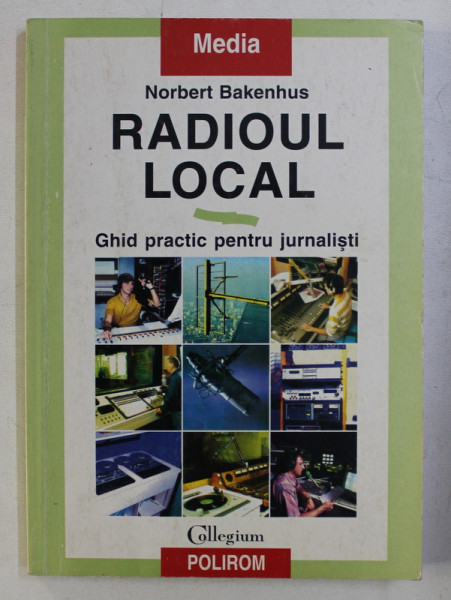 Media
Norbert Bakenhus
RADIOUL
LOCAL
Ghid practic pentru jurnaliști
Collegium
POLIROM